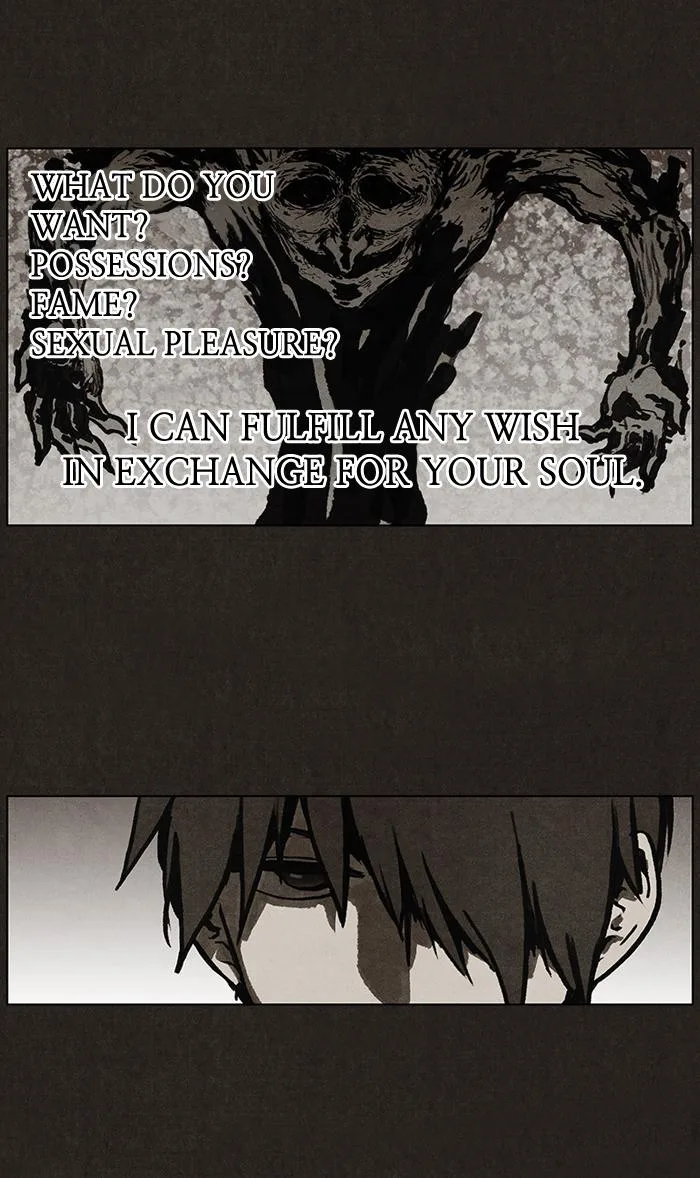 WHAT DO YOU
WANT?
POSSESSIONS?
FAME?
SEXUAL PLEASURE?
I CAN FULFILL ANY WISH
IN EXCHANGE FOR YOUR SOUL.